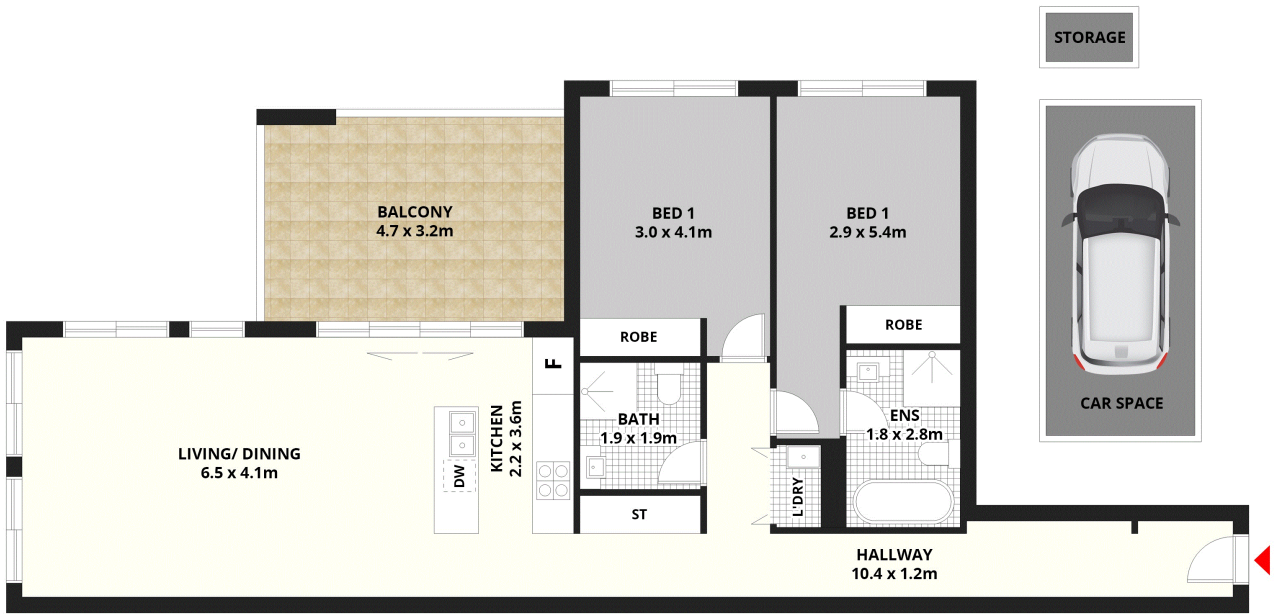 STORAGE
BALCONY
4.7 x 3.2m
BED 1
3.0 x 4.1m
BED 1
2.9 x 5.4m
ROBE
ROBE
F
CAR SPACE
KITCHEN
2.2 x 3.6m
BATH
1.9 x 1.9m
ENS
1.8 x 2.8m
LIVING/ DINING
6.5 x 4.1m
DW
L'DRY
ST
HALLWAY
10.4 x 1.2m